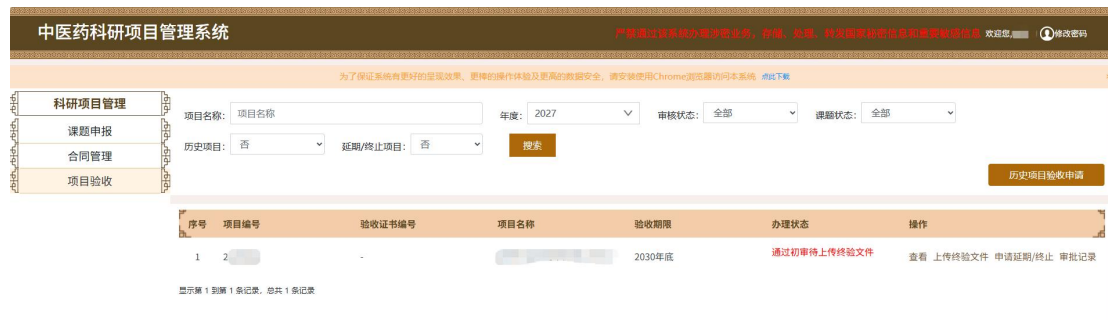 中医药科研项目管理系统
严禁通过该系统办理涉密业务，存储、处理、转发国家秘密信息和重要敏感信息 欢迎您, 修改密码
为了保证系统有更好的呈现效果、更棒的操作体验及更高的数据安全，请安装使用Chrome浏览器访问本系统 点此下载
科研项目管理
课题申报
合同管理
项目验收
项目名称: 项目名称 年度: 2027 审核状态: 全部 课题状态: 全部
历史项目: 否 延期/终止项目: 否 搜索
历史项目验收申请
序号 项目编号 验收证书编号 项目名称 验收期限 办理状态 操作
1 2 - 2030年底 通过初审待上传终验文件 查看 上传终验文件 申请延期/终止 审批记录
显示第 1 到第 1 条记录，总共 1 条记录